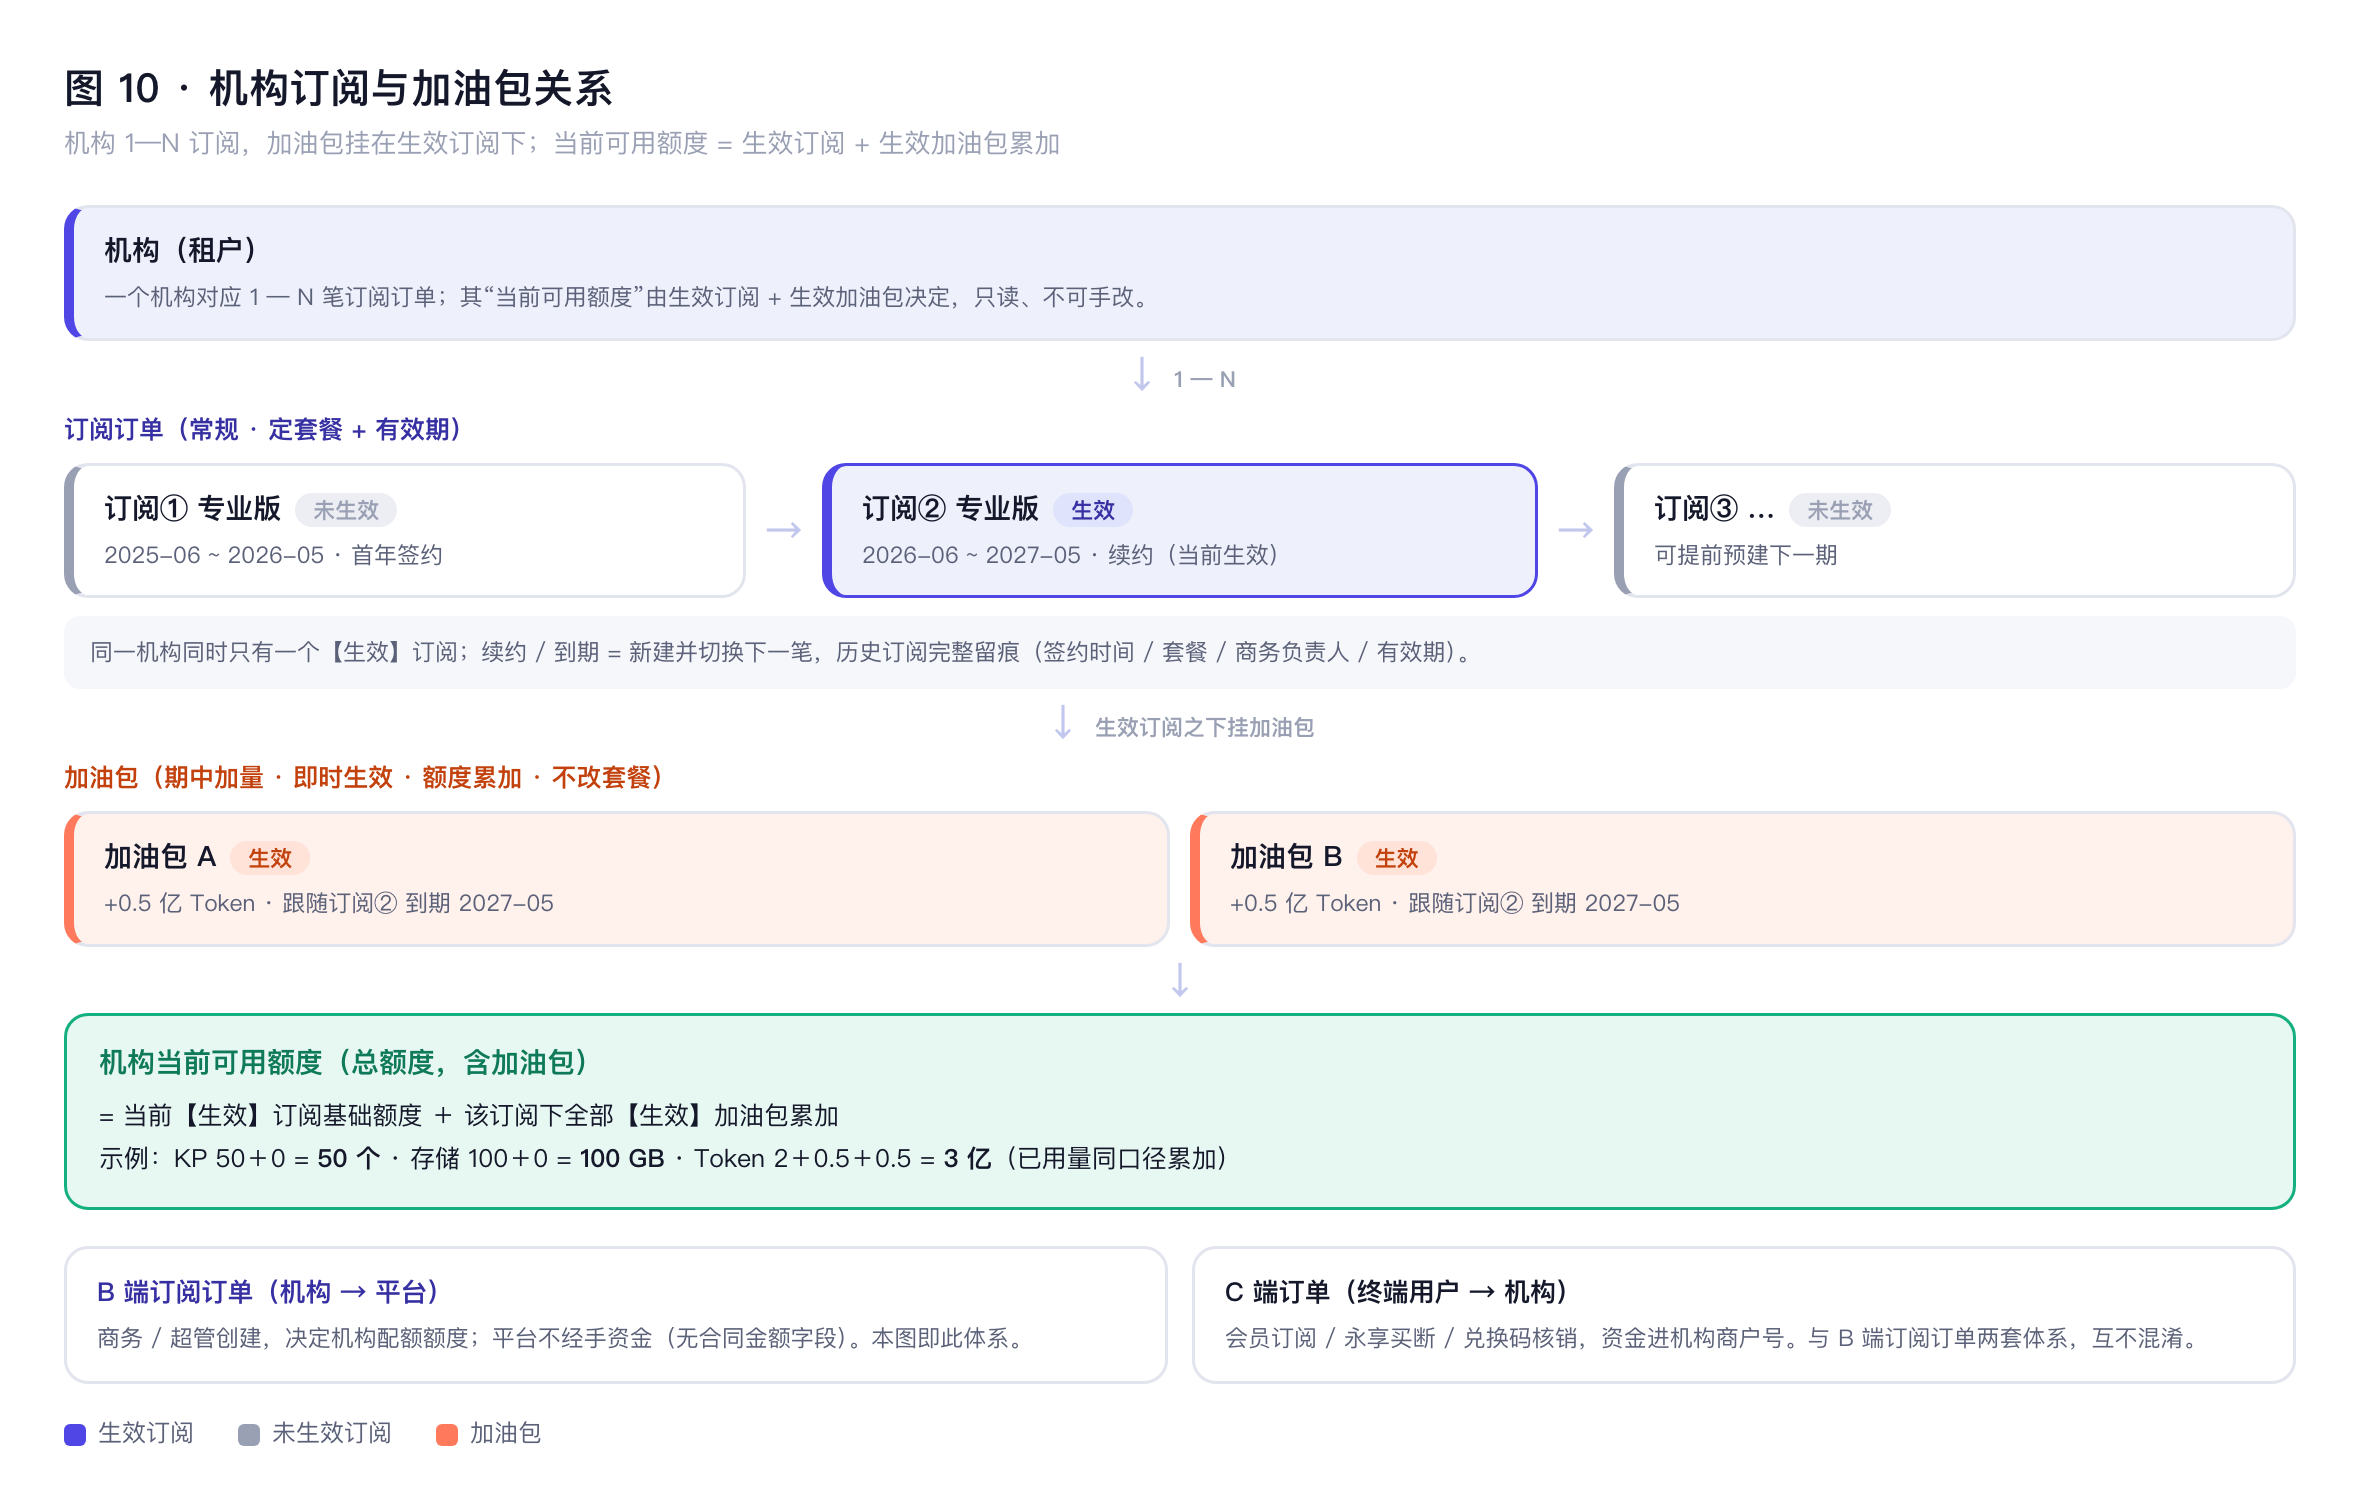 图 10 · 机构订阅与加油包关系
机构 1—N 订阅，加油包挂在生效订阅下；当前可用额度 = 生效订阅 + 生效加油包累加
机构（租户）
一个机构对应 1 — N 笔订阅订单；其“当前可用额度”由生效订阅 + 生效加油包决定，只读、不可手改。
↓ 1 — N
订阅订单（常规 · 定套餐 + 有效期）
订阅① 专业版 未生效
2025-06 ~ 2026-05 · 首年签约
→
订阅② 专业版 生效
2026-06 ~ 2027-05 · 续约（当前生效）
→
订阅③ … 未生效
可提前预建下一期
同一机构同时只有一个【生效】订阅；续约 / 到期 = 新建并切换下一笔，历史订阅完整留痕（签约时间 / 套餐 / 商务负责人 / 有效期）。
↓ 生效订阅之下挂加油包
加油包（期中加量 · 即时生效 · 额度累加 · 不改套餐）
加油包 A 生效
+0.5 亿 Token · 跟随订阅② 到期 2027-05
加油包 B 生效
+0.5 亿 Token · 跟随订阅② 到期 2027-05
↓
机构当前可用额度（总额度，含加油包）
= 当前【生效】订阅基础额度 ＋ 该订阅下全部【生效】加油包累加
示例：KP 50＋0 = 50 个 · 存储 100＋0 = 100 GB · Token 2＋0.5＋0.5 = 3 亿（已用量同口径累加）
B 端订阅订单（机构 → 平台）
商务 / 超管创建，决定机构配额额度；平台不经手资金（无合同金额字段）。本图即此体系。
C 端订单（终端用户 → 机构）
会员订阅 / 永享买断 / 兑换码核销，资金进机构商户号。与 B 端订阅订单两套体系，互不混淆。
生效订阅 未生效订阅 加油包